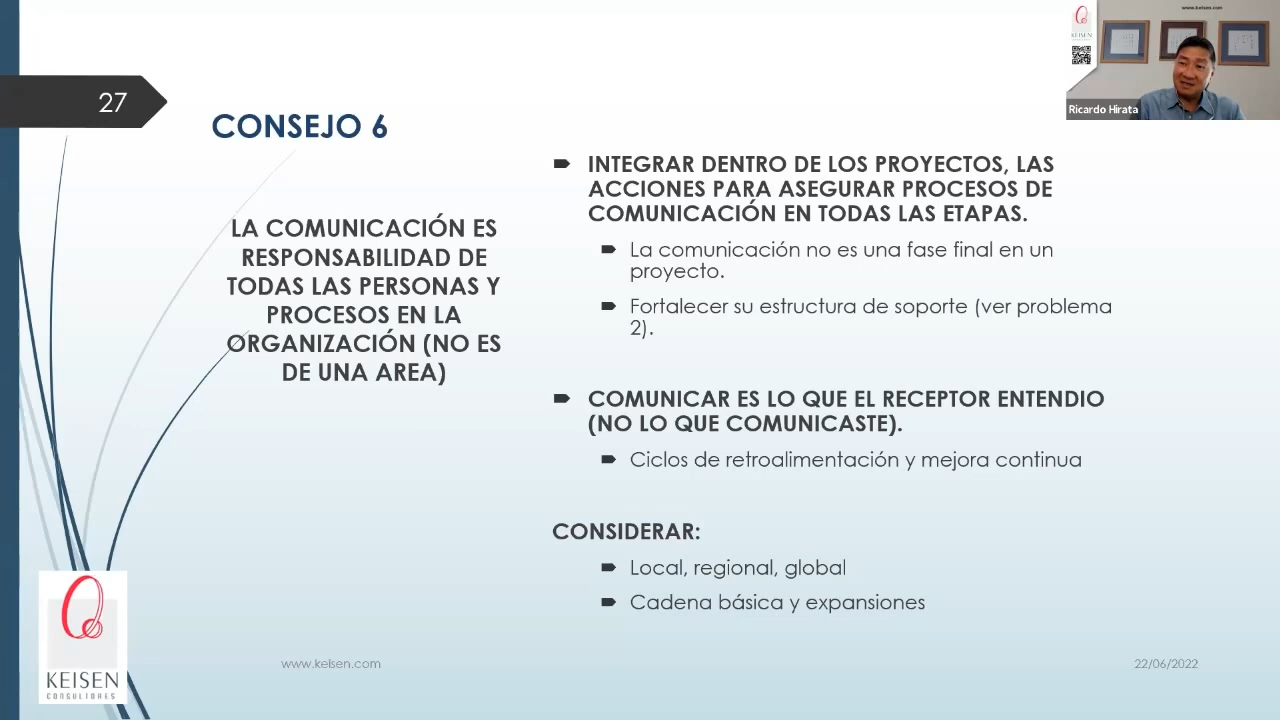 27
CONSEJO 6
LA COMUNICACIÓN ES
RESPONSABILIDAD DE
TODAS LAS PERSONAS Y
PROCESOS EN LA
ORGANIZACIÓN (NO ES
DE UNA AREA)
INTEGRAR DENTRO DE LOS PROYECTOS, LAS
ACCIONES PARA ASEGURAR PROCESOS DE
COMUNICACIÓN EN TODAS LAS ETAPAS.
La comunicación no es una fase final en un
proyecto.
Fortalecer su estructura de soporte (ver problema
2).
COMUNICAR ES LO QUE EL RECEPTOR ENTENDIO
(NO LO QUE COMUNICASTE).
Ciclos de retroalimentación y mejora continua
CONSIDERAR:
Local, regional, global
Cadena básica y expansiones
KEISEN
CONSULTORES
www.keisen.com
22/06/2022
www.keisen.com
KEISEN
Ricardo Hirata